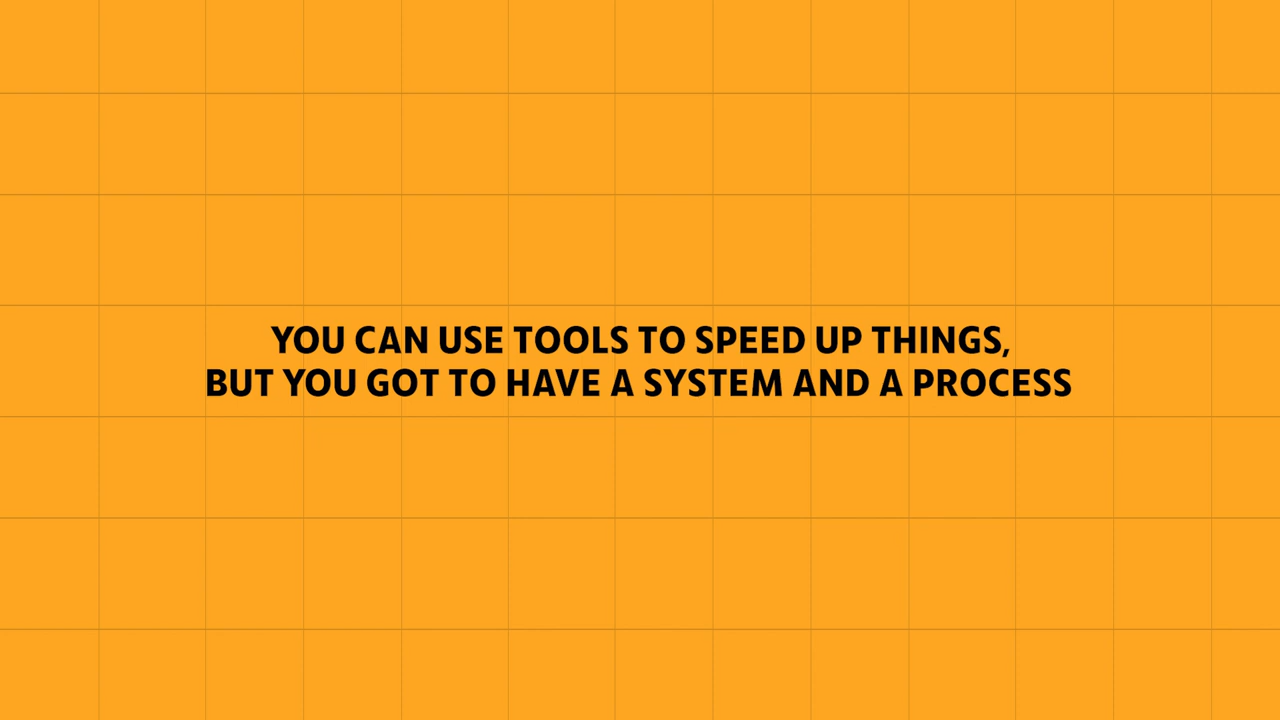 YOU CAN USE TOOLS TO SPEED UP THINGS,
BUT YOU GOT TO HAVE A SYSTEM AND A PROCESS